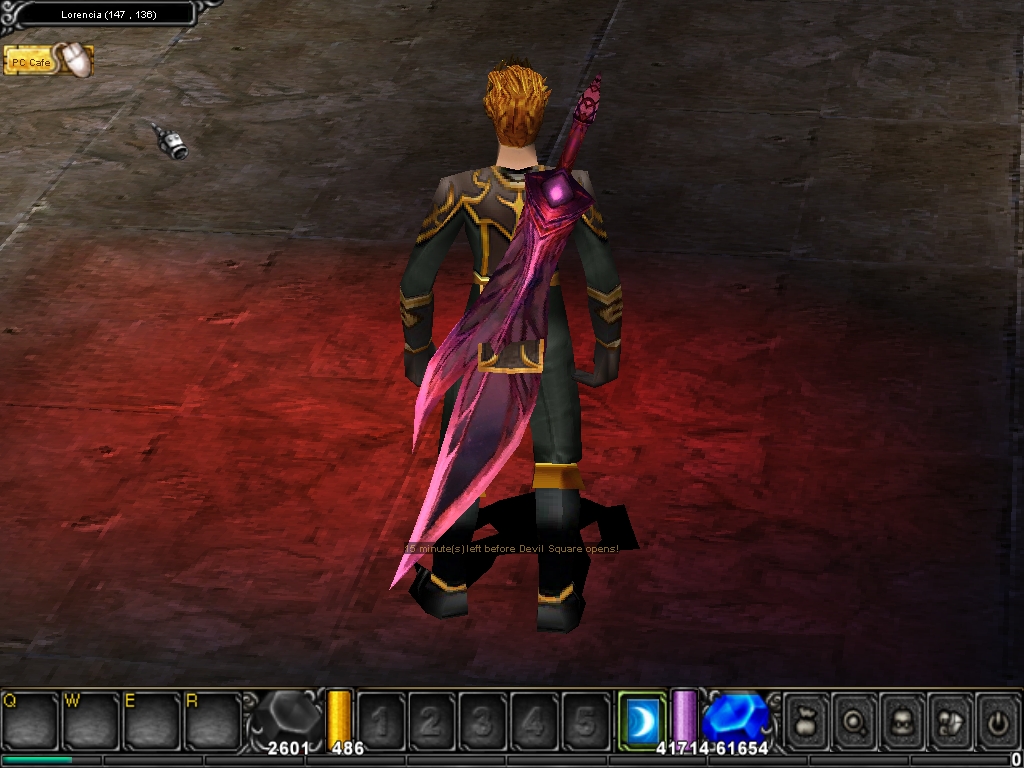 Lorencia (147 , 136)
PC Cafe
15 minute(s) left before Devil Square opens!
Q W E R 1 2 3 4 5
2601 486 41714 61654
0